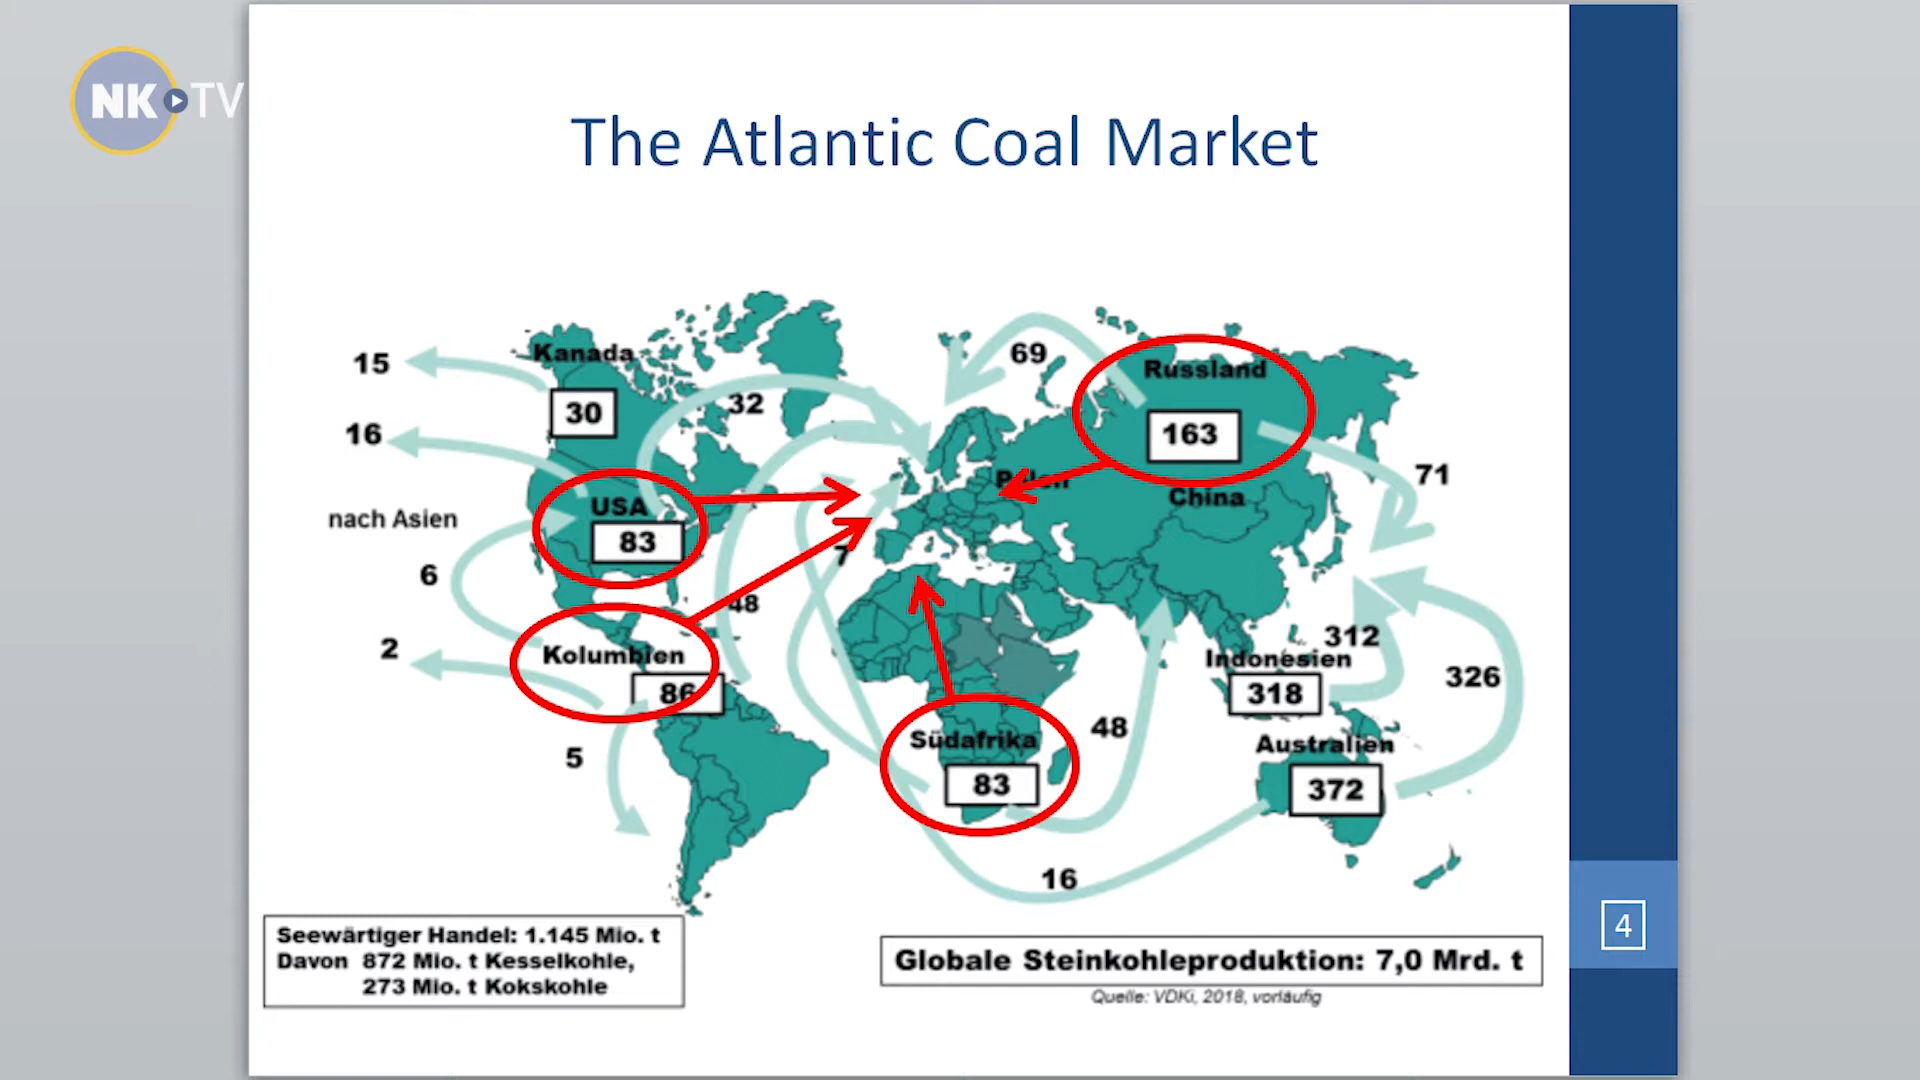 NK TV
The Atlantic Coal Market
15
Kanada
30
32
69
Russland
163
16
71
USA
83
Polen
China
nach Asien
7
6
48
312
2
Kolumbien
86
Indonesien
318
326
5
Südafrika
83
48
Australien
372
16
4
Seewärtiger Handel: 1.145 Mio. t
Davon 872 Mio. t Kesselkohle,
273 Mio. t Kokskohle
Globale Steinkohleproduktion: 7,0 Mrd. t
Quelle: VDKi, 2018, vorläufig